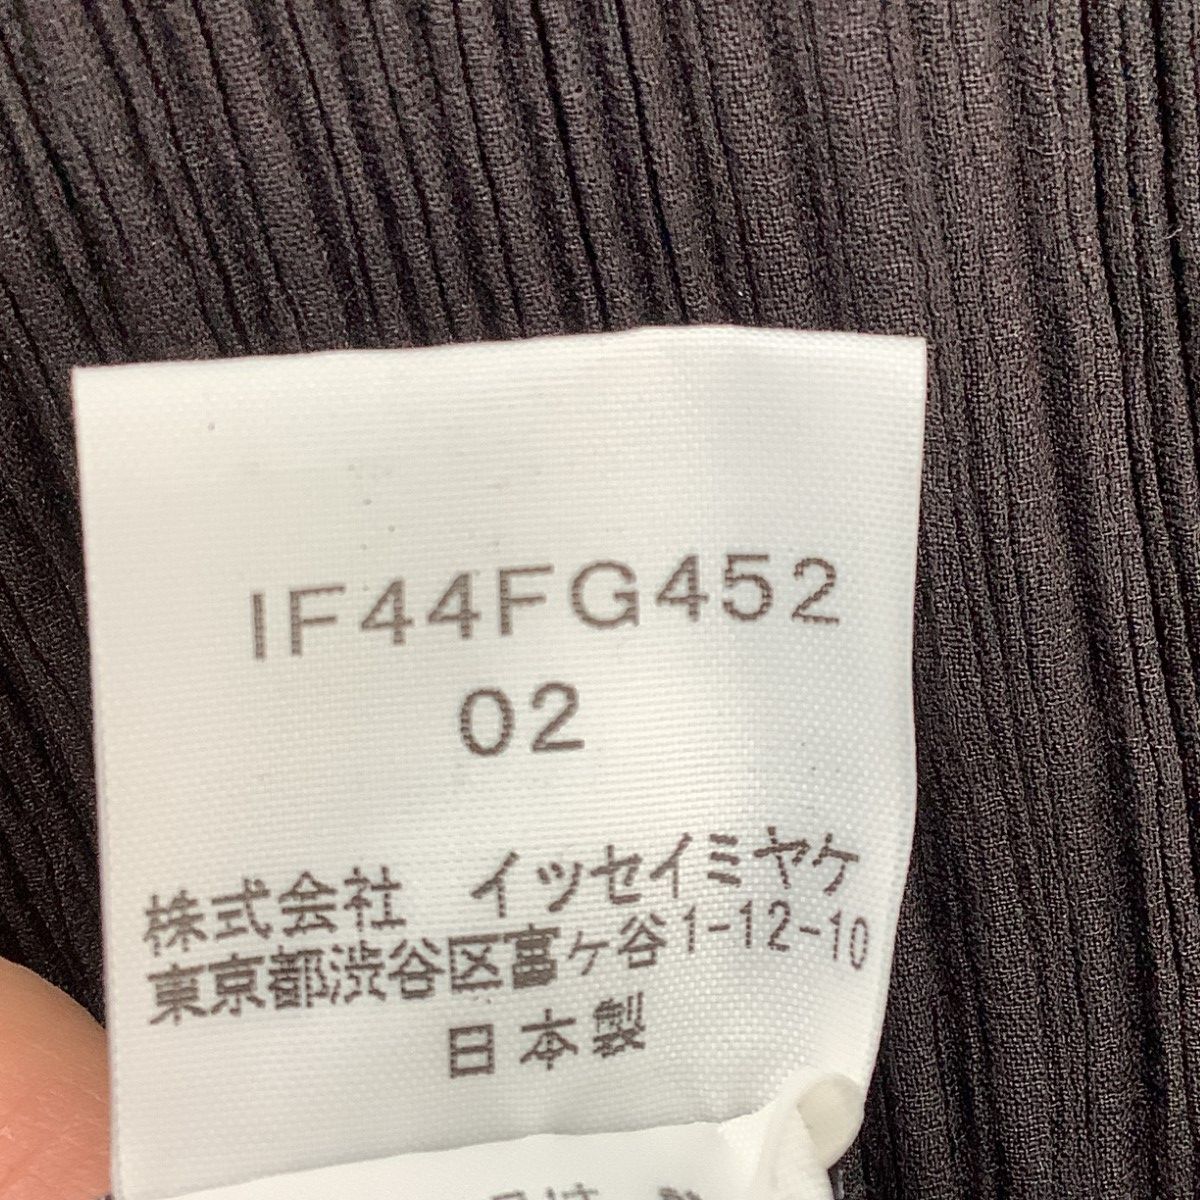 IF44FG452
02
株式会社 イッセイミヤケ
東京都渋谷区富ヶ谷1-12-10
日本製